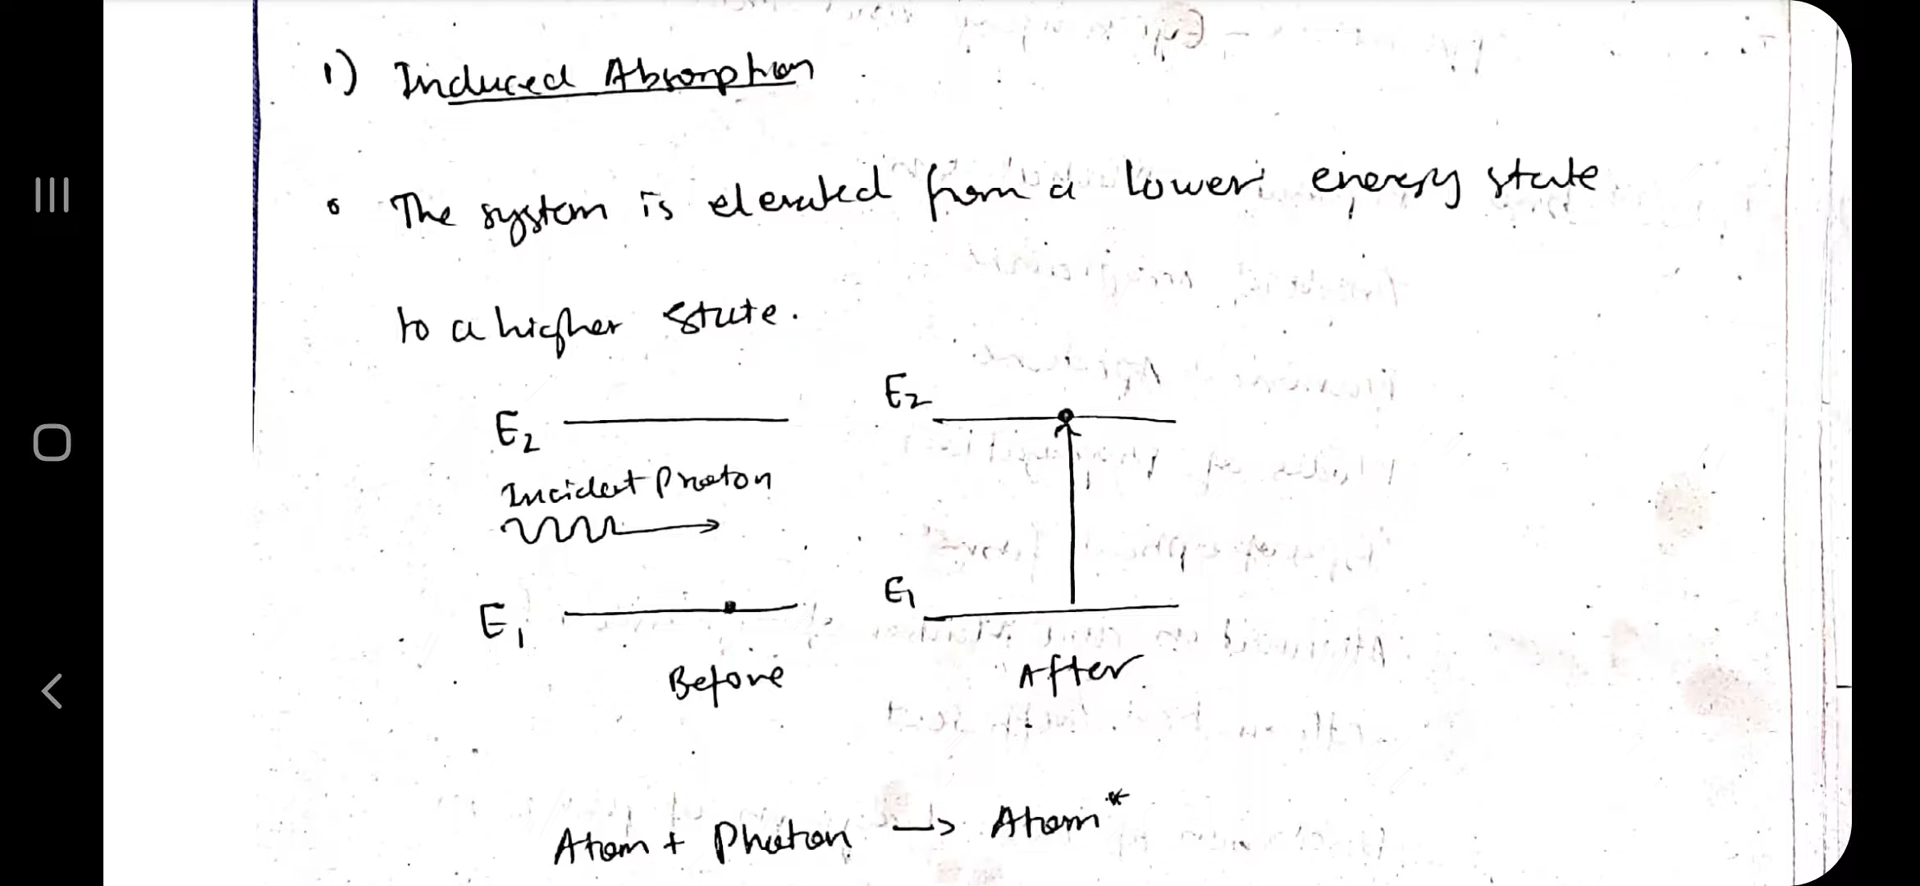 1) Induced Absorption
The system is elevated from a lower energy state
to a higher state.
E2
E2
Incident Photon
E1
E1
Before
After
Atom + Photon -> Atom*